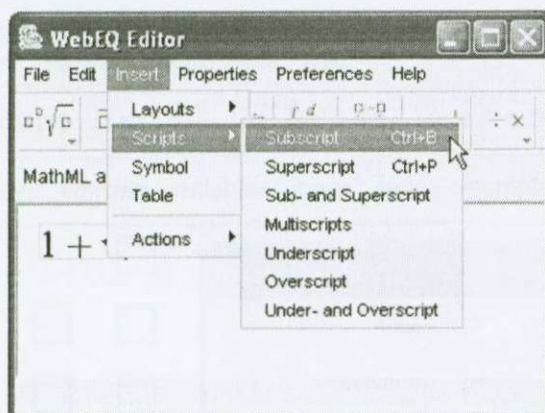 WebEQ Editor
File Edit Insert Properties Preferences Help
Layouts
Scripts
Symbol
Table
Actions
Subscript Ctrl+B
Superscript Ctrl+P
Sub- and Superscript
Multiscripts
Underscript
Overscript
Under- and Overscript
÷ ×
MathML a
1 +